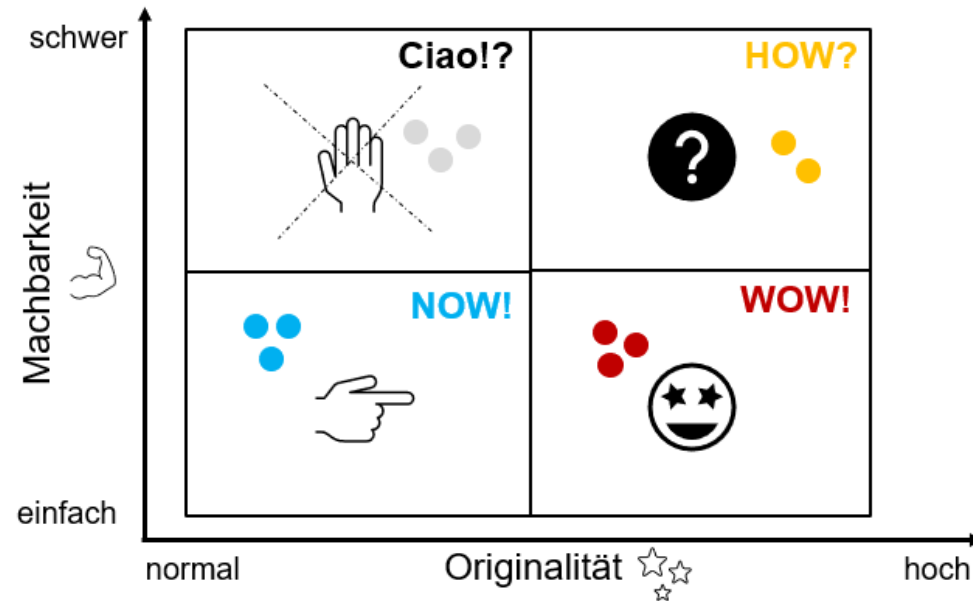 schwer
Ciao!?
HOW?
?
Machbarkeit
NOW!
WOW!
einfach
normal
Originalität
hoch